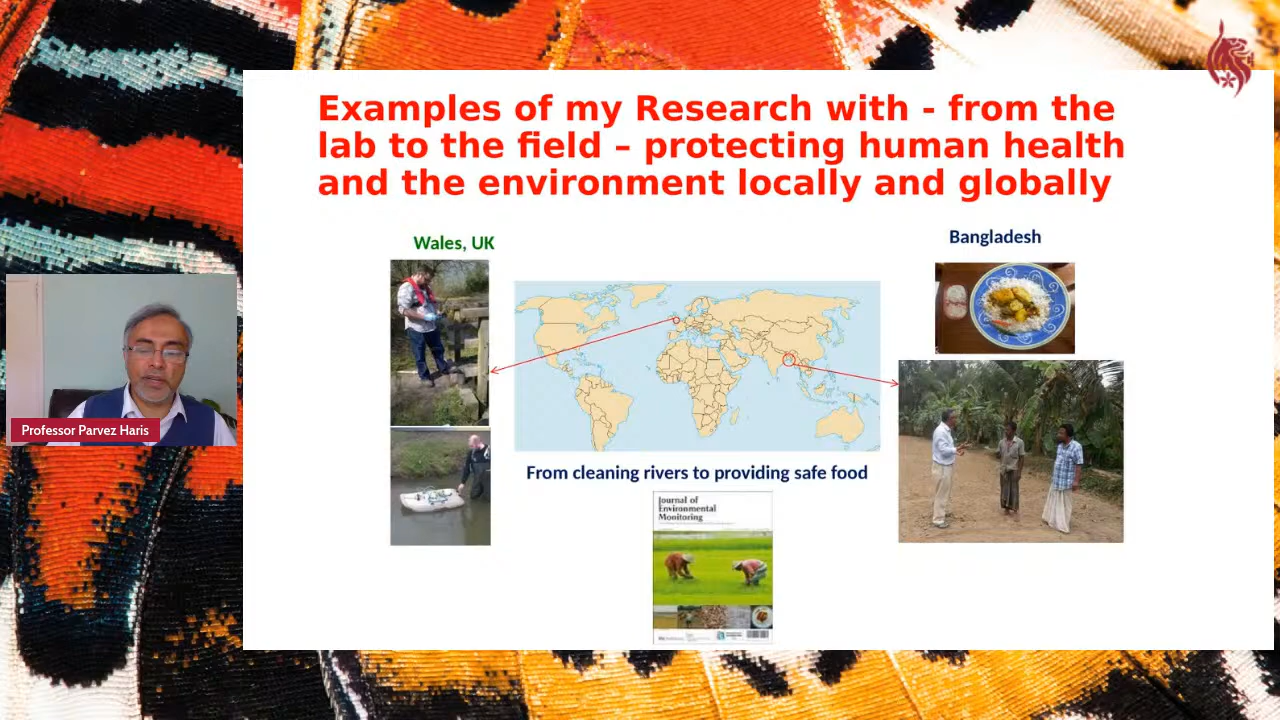 Examples of my Research with - from the
lab to the field – protecting human health
and the environment locally and globally
Wales, UK
Bangladesh
From cleaning rivers to providing safe food
Journal of
Environmental
Monitoring
Professor Parvez Haris